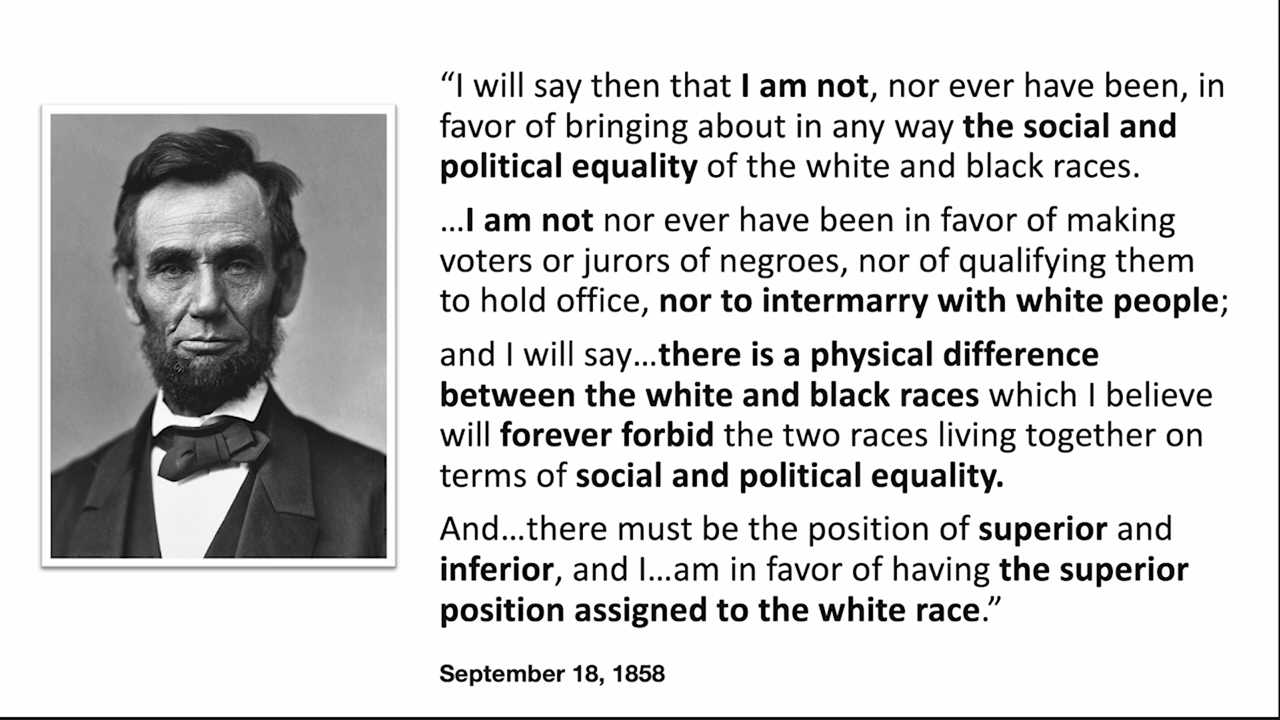 “I will say then that I am not, nor ever have been, in
favor of bringing about in any way the social and
political equality of the white and black races.
…I am not nor ever have been in favor of making
voters or jurors of negroes, nor of qualifying them
to hold office, nor to intermarry with white people;
and I will say…there is a physical difference
between the white and black races which I believe
will forever forbid the two races living together on
terms of social and political equality.
And…there must be the position of superior and
inferior, and I…am in favor of having the superior
position assigned to the white race.”
September 18, 1858